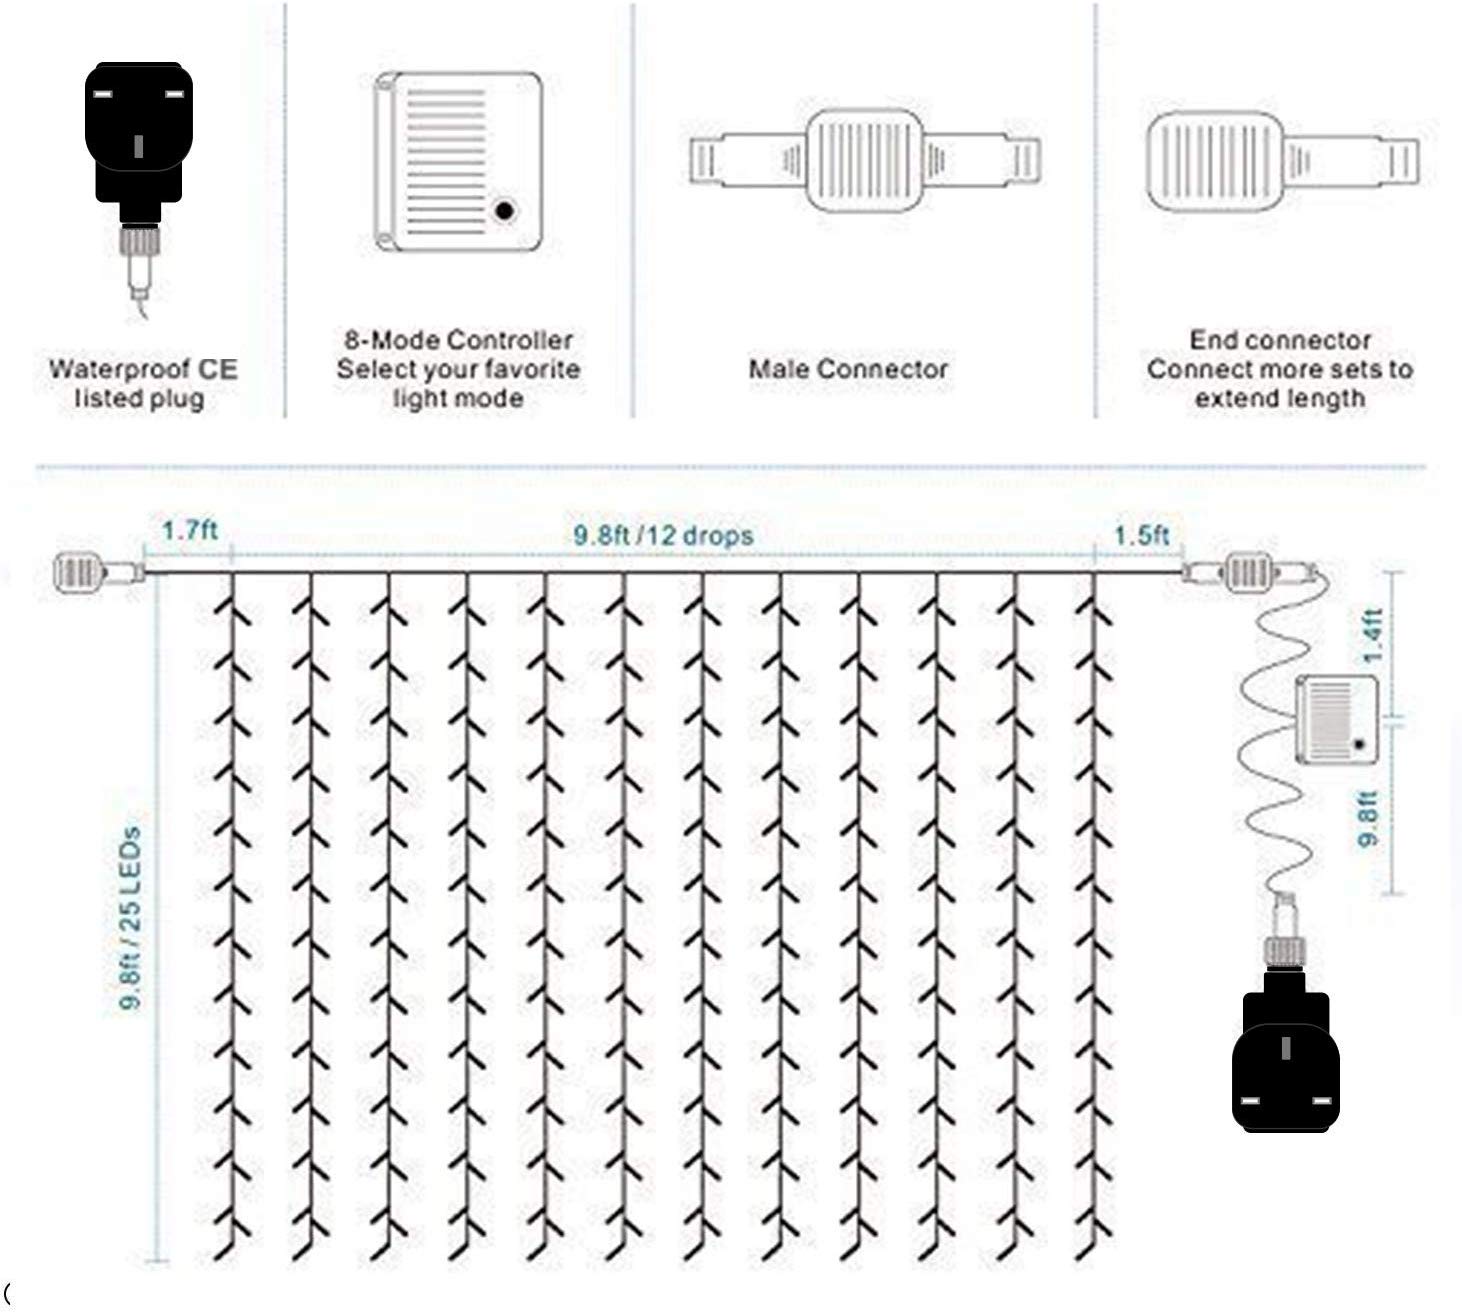 Waterproof CE
listed plug
8-Mode Controller
Select your favorite
light mode
Male Connector
End connector
Connect more sets to
extend length
1.7ft
9.8ft /12 drops
1.5ft
1.4ft
9.8ft
9.8ft / 25 LEDs
(